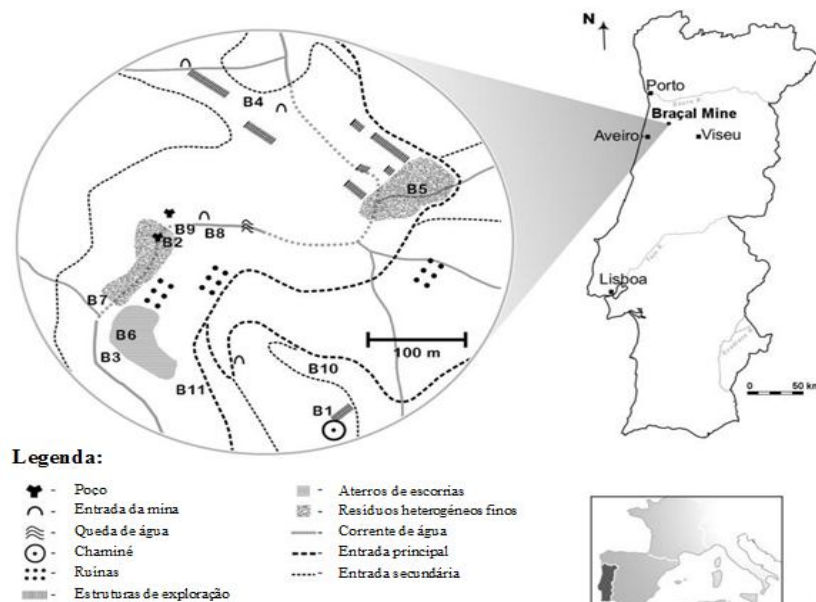 N
Porto
Braçal Mine
Aveiro
Viseu
Lisboa
0
50 km
B4
B5
B9
B8
B2
B7
B6
B3
B11
B10
B1
100 m
Legenda:
- Poço
- Entrada da mina
- Queda de água
- Chaminé
- Ruinas
- Estruturas de exploração
- Aterros de escorrias
- Resíduos heterogéneos finos
- Corrente de água
- Entrada principal
- Entrada secundária